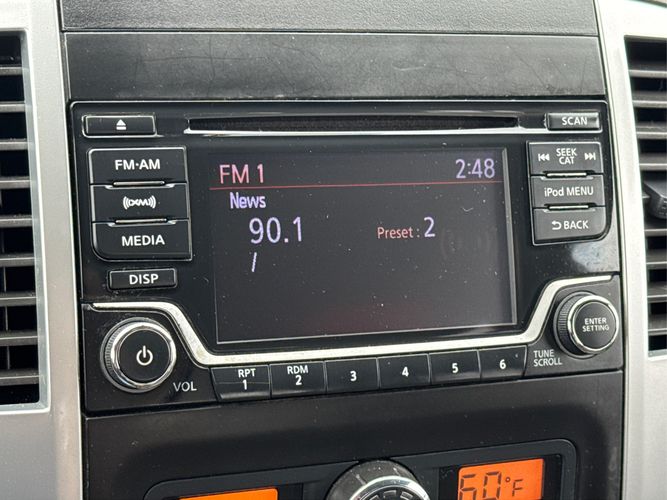 SCAN
FM·AM
SEEK
CAT
(XM)
iPod MENU
MEDIA
BACK
DISP
FM 1 2:48
News
90.1 Preset : 2
/
ENTER
SETTING
TUNE
SCROLL
VOL
RPT
1
RDM
2
3
4
5
6
60°F